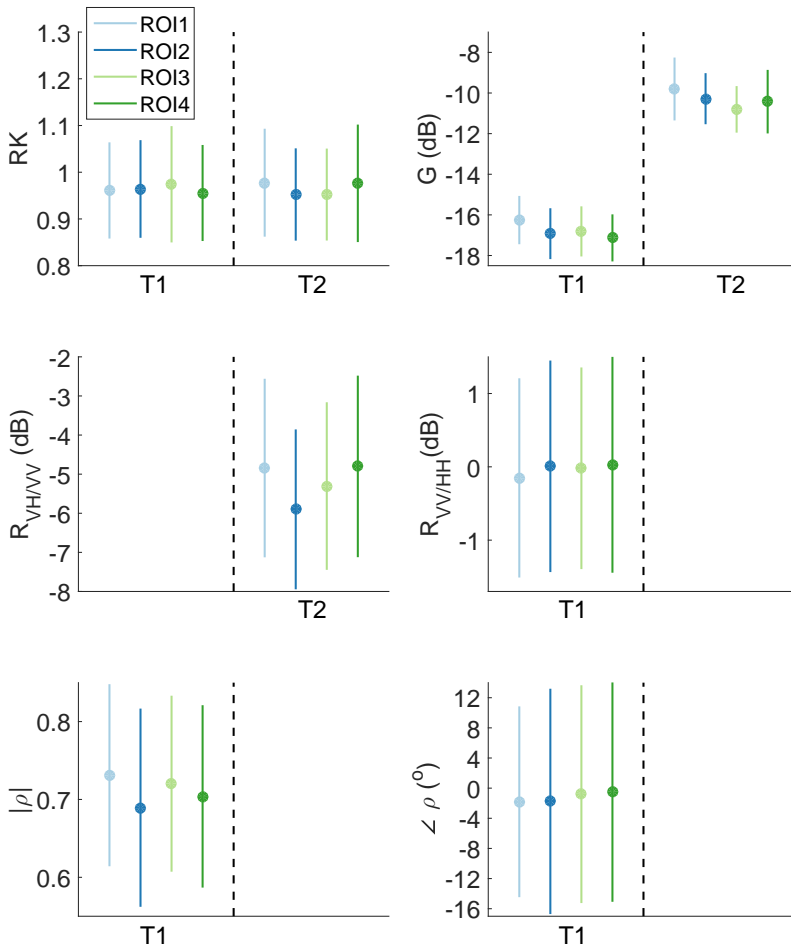 ROI1
ROI2
ROI3
ROI4
1.3
1.2
1.1
1
0.9
0.8
RK
T1
T2
-8
-10
-12
-14
-16
-18
G (dB)
T1
T2
-2
-3
-4
-5
-6
-7
-8
R_VH/VV (dB)
T2
1
0
-1
R_VV/HH(dB)
T1
0.8
0.7
0.6
|ρ|
T1
12
8
4
0
-4
-8
-12
-16
∠ ρ (°)
T1